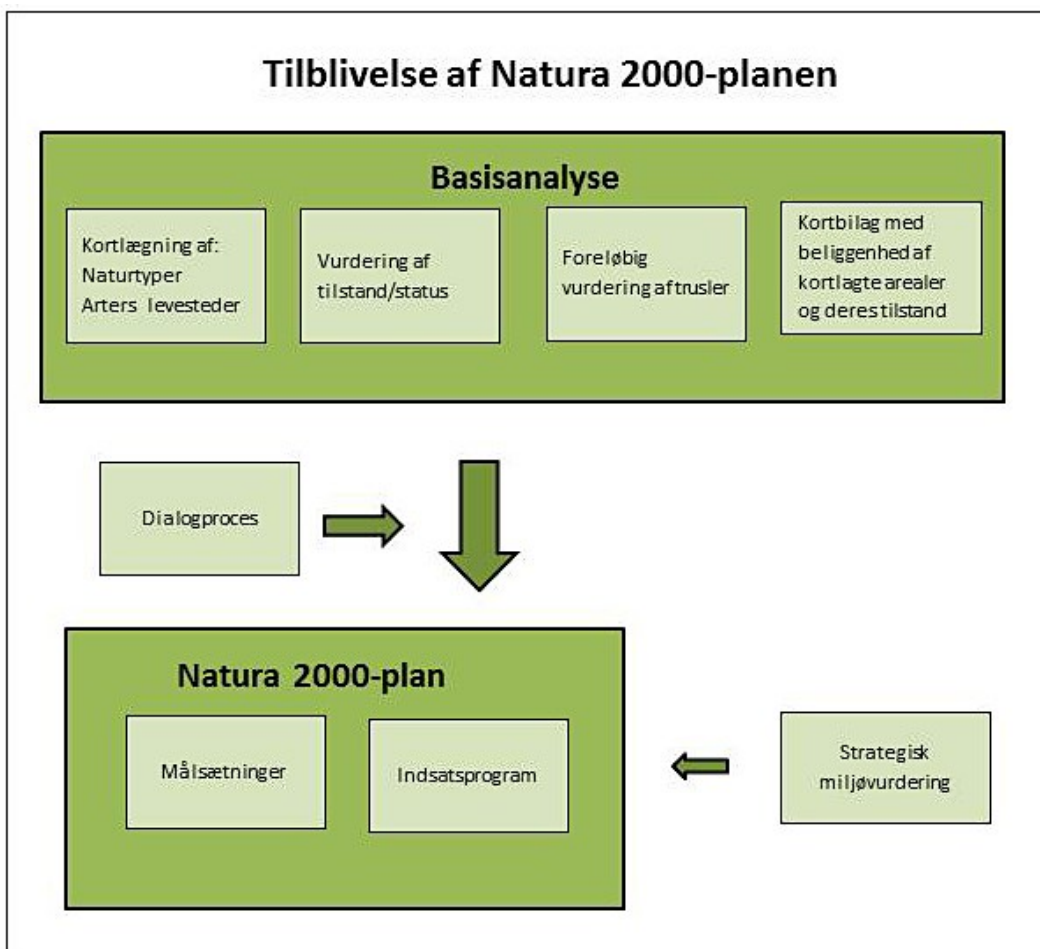 Tilblivelse af Natura 2000-planen
Basisanalyse
Kortlægning af:
Naturtyper
Arters levesteder
Vurdering af
tilstand/status
Foreløbig
vurdering af trusler
Kortbilag med
beliggenhed af
kortlagte arealer
og deres tilstand
Dialogproces
Natura 2000-plan
Målsætninger
Indsatsprogram
Strategisk
miljøvurdering